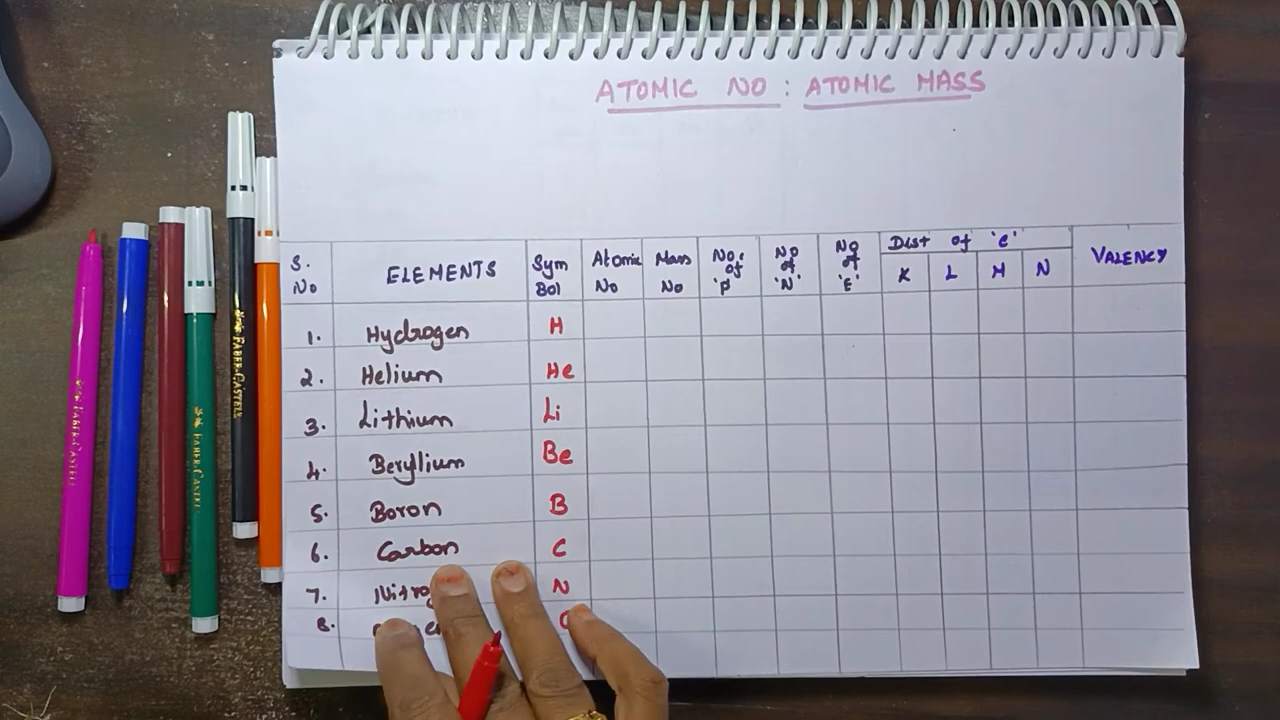 ATOMIC NO : ATOMIC MASS
S. No ELEMENTS Sym Bol Atomic No Mass No No. of 'P' No of 'N' No of 'E' Dist of 'e' K L M N VALENCY
1. Hydrogen H
2. Helium He
3. Lithium Li
4. Beryllium Be
5. Boron B
6. Carbon C
7. N
8.
FABER-CASTELL
FABER-CASTELL
FABER-CASTELL